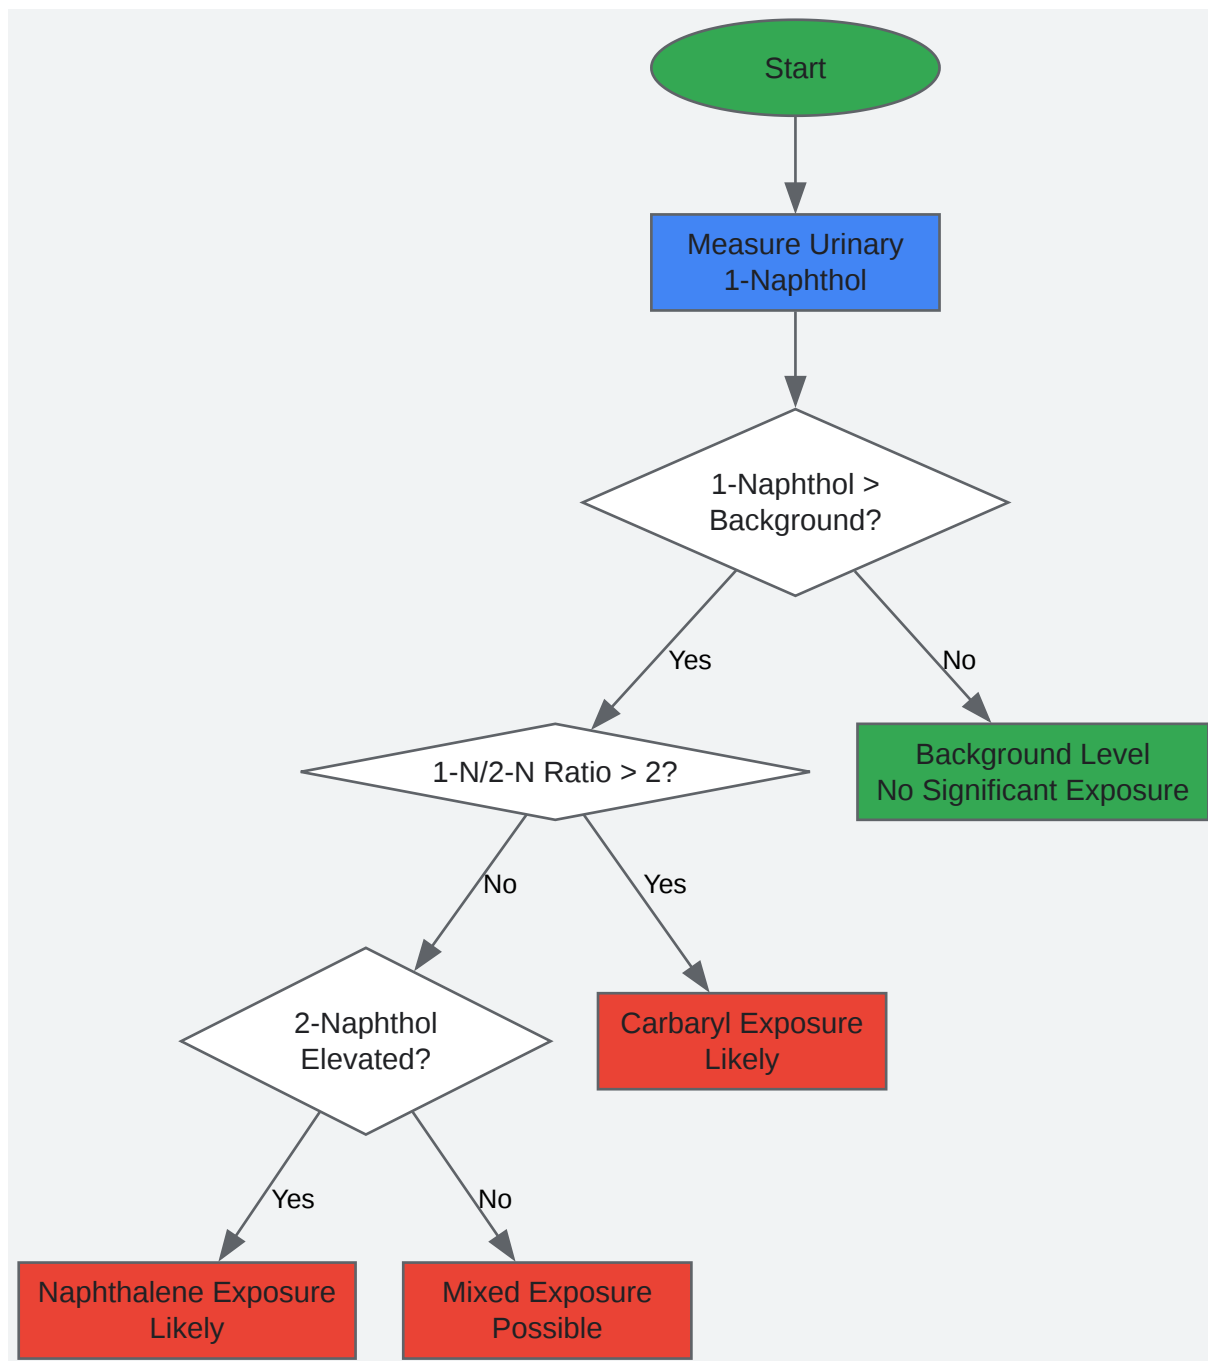 Start
Measure Urinary
1-Naphthol
1-Naphthol >
Background?
Yes
No
1-N/2-N Ratio > 2?
Background Level
No Significant Exposure
No
Yes
2-Naphthol
Elevated?
Carbaryl Exposure
Likely
Yes
No
Naphthalene Exposure
Likely
Mixed Exposure
Possible